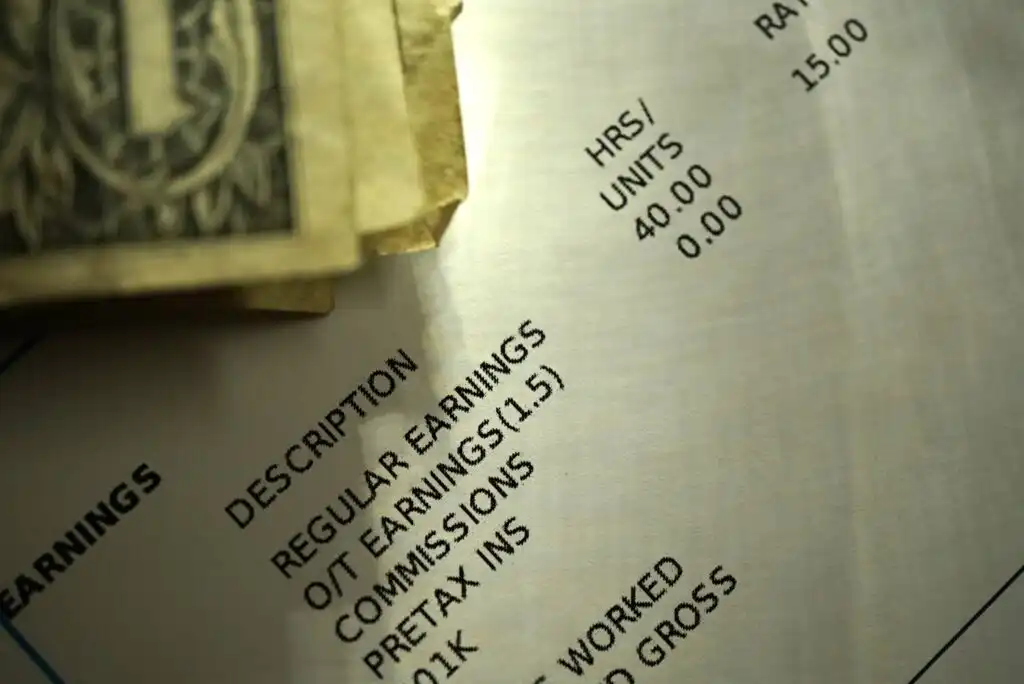 EARNINGS
DESCRIPTION
HRS/
UNITS
REGULAR EARNINGS
40.00
15.00
O/T EARNINGS(1.5)
0.00
COMMISSIONS
PRETAX INS
01K
WORKED
GROSS